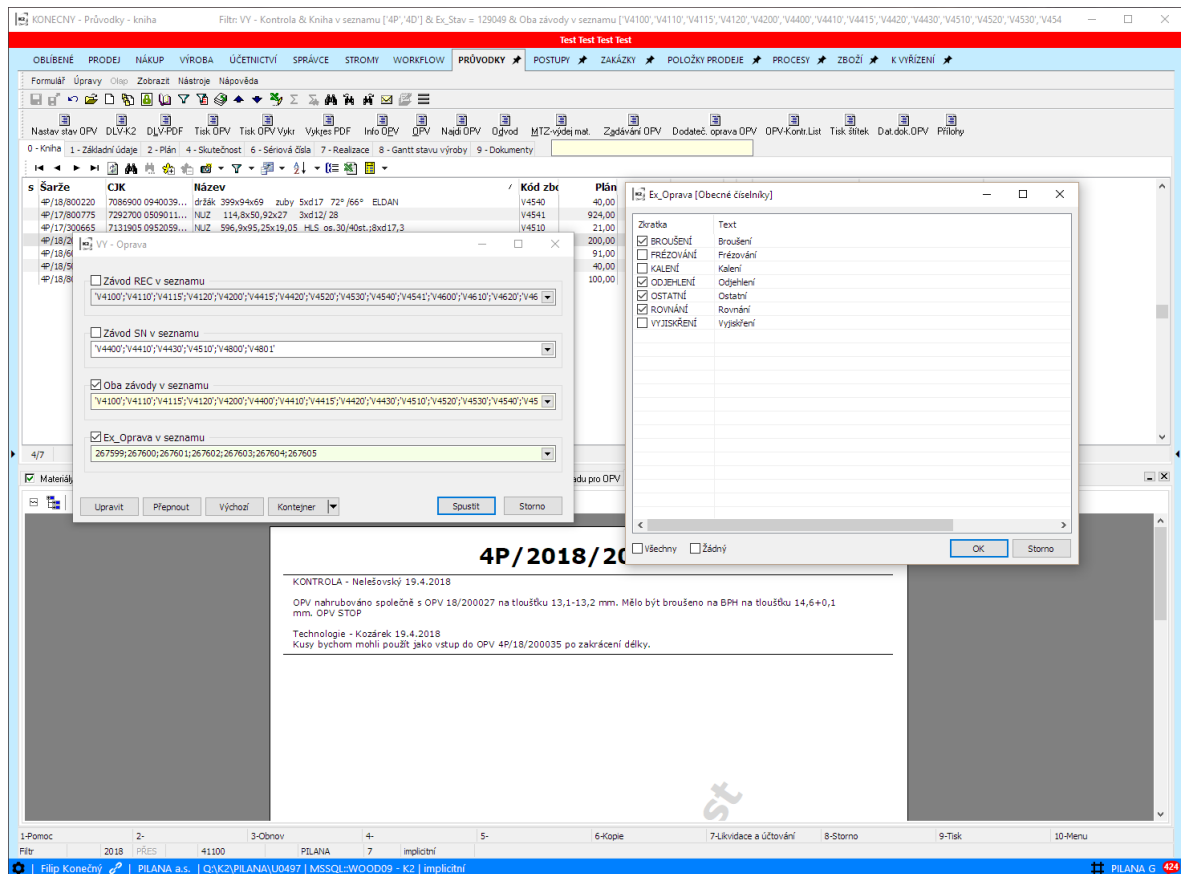 KONECNY - Průvodky - kniha
Filtr: VY - Kontrola & Kniha v seznamu ['4P','4D'] & Ex_Stav = 129049 & Oba závody v seznamu ['V4100','V4110','V4115','V4120','V4200','V4400','V4410','V4415','V4420','V4430','V4510','V4520','V4530','V454
Test Test Test Test
OBLÍBENÉ PRODEJ NÁKUP VÝROBA ÚČETNICTVÍ SPRÁVCE STROMY WORKFLOW PRŮVODKY POSTUPY ZAKÁZKY POLOŽKY PRODEJE PROCESY ZBOŽÍ K VYŘÍZENÍ
Formulář Úpravy Olap Zobrazit Nástroje Nápověda
Nastav stav OPV DLV-K2 DLV-PDF Tisk OPV Tisk OPV Vykr Vykres PDF Info OPV OPV Najdi OPV Odvod MTZ-výdej mat. Zadávání OPV Dodateč. oprava OPV OPV-Kontr.List Tisk štítek Dat.dok.OPV Přílohy
0 - Kniha 1 - Základní údaje 2 - Plán 4 - Skutečnost 6 - Sériová čísla 7 - Realizace 8 - Gantt stavu výroby 9 - Dokumenty
s Šarže CJK Název / Kód zbo Plán
4P/18/800220 7086900 0940039... držák 399x94x69 zuby 5xd17 72°/66° ELDAN V4540 40,00
4P/17/800775 7292700 0509011... NUZ 114,8x50,92x27 3xd12/ 28 V4541 924,00
4P/17/300665 7131905 0952059... NUZ 596,9x95,25x19,05 HLS os.30/40st.;8xd17,3 V4510 21,00
4P/18/2 200,00
4P/18/6 91,00
4P/18/5 40,00
4P/18/8 100,00
VY - Oprava
Závod REC v seznamu
'V4100';'V4110';'V4115';'V4120';'V4200';'V4415';'V4420';'V4520';'V4530';'V4540';'V4541';'V4600';'V4610';'V4620';'V46
Závod SN v seznamu
'V4400';'V4410';'V4430';'V4510';'V4800';'V4801'
Oba závody v seznamu
'V4100';'V4110';'V4115';'V4120';'V4200';'V4400';'V4410';'V4415';'V4420';'V4430';'V4510';'V4520';'V4530';'V4540';'V45
Ex_Oprava v seznamu
267599;267600;267601;267602;267603;267604;267605
Upravit Přepnout Výchozí Kontejner Spustit Storno
Ex_Oprava [Obecné číselníky]
Zkratka Text
BROUŠENÍ Broušení
FRÉZOVÁNÍ Frézování
KALENÍ Kalení
ODJEHLENÍ Odjehlení
OSTATNÍ Ostatní
ROVNÁNÍ Rovnání
VYJISKŘENÍ Vyjiskření
Všechny Žádný OK Storno
4/7
Materiály
adu pro OPV
4P/2018/20
KONTROLA - Nelešovský 19.4.2018
OPV nahrubováno společně s OPV 18/200027 na tloušťku 13,1-13,2 mm. Mělo být broušeno na BPH na tloušťku 14,6+0,1
mm. OPV STOP
Technologie - Kozárek 19.4.2018
Kusy bychom mohli použít jako vstup do OPV 4P/18/200035 po zakrácení délky.
st
1-Pomoc 2- 3-Obnov 4- 5- 6-Kopie 7-Likvidace a účtování 8-Storno 9-Tisk 10-Menu
Filtr 2018 PŘES 41100 PILANA 7 implicitní
Filip Konečný | PILANA a.s. | Q:\K2\PILANA\U0497 | MSSQL::WOOD09 - K2 | implicitní
PILANA G 424